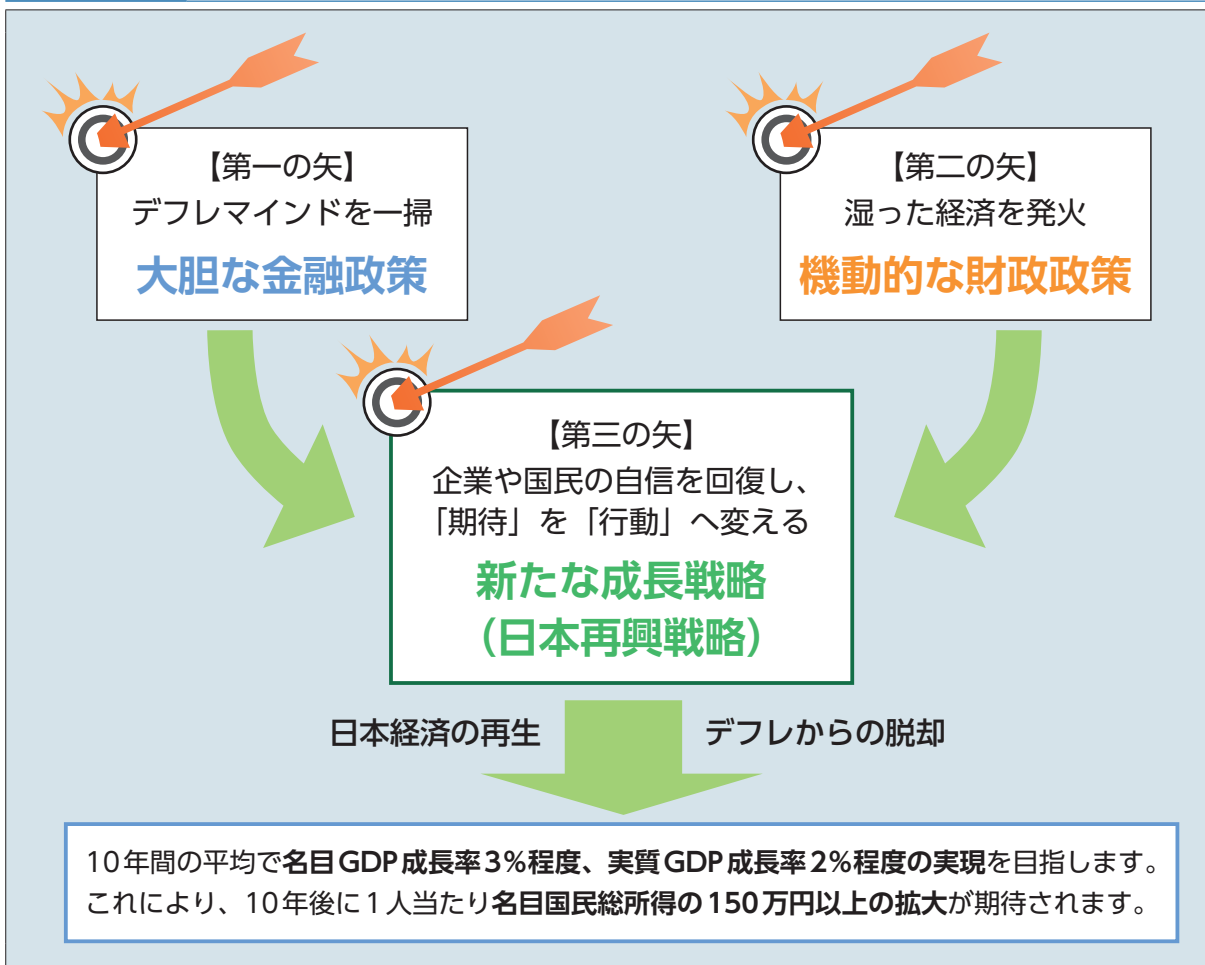 【第一の矢】
デフレマインドを一掃
大胆な金融政策
【第二の矢】
湿った経済を発火
機動的な財政政策
【第三の矢】
企業や国民の自信を回復し、
「期待」を「行動」へ変える
新たな成長戦略
(日本再興戦略)
日本経済の再生
デフレからの脱却
10年間の平均で名目GDP成長率3%程度、実質GDP成長率2%程度の実現を目指します。
これにより、10年後に1人当たり名目国民総所得の150万円以上の拡大が期待されます。